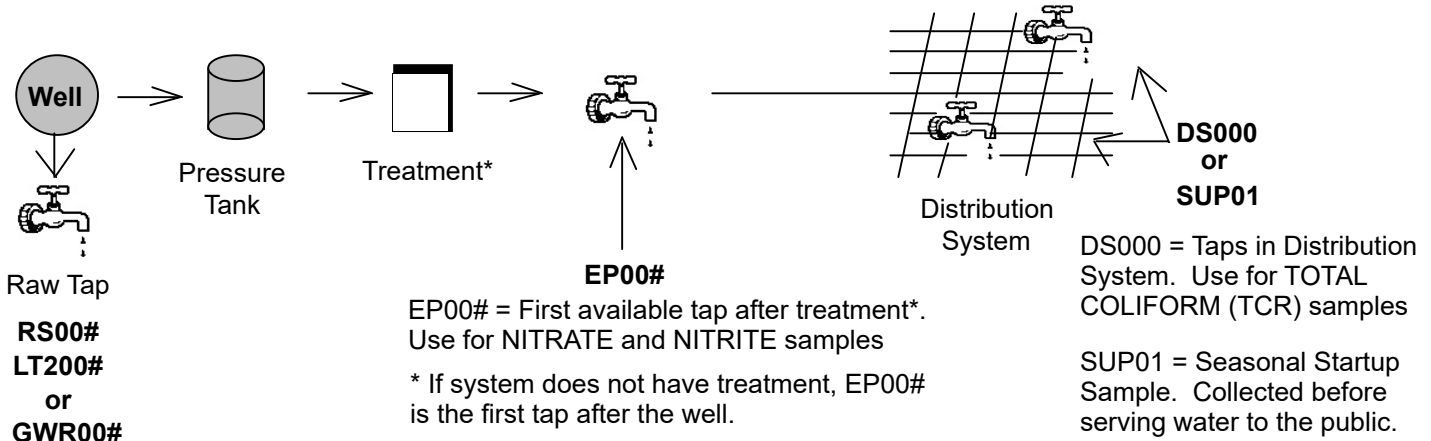 Well
Pressure
Tank
Treatment*
Raw Tap
RS00#
LT200#
or
GWR00#
EP00#
EP00# = First available tap after treatment*.
Use for NITRATE and NITRITE samples
* If system does not have treatment, EP00#
is the first tap after the well.
Distribution
System
DS000
or
SUP01
DS000 = Taps in Distribution
System. Use for TOTAL
COLIFORM (TCR) samples
SUP01 = Seasonal Startup
Sample. Collected before
serving water to the public.